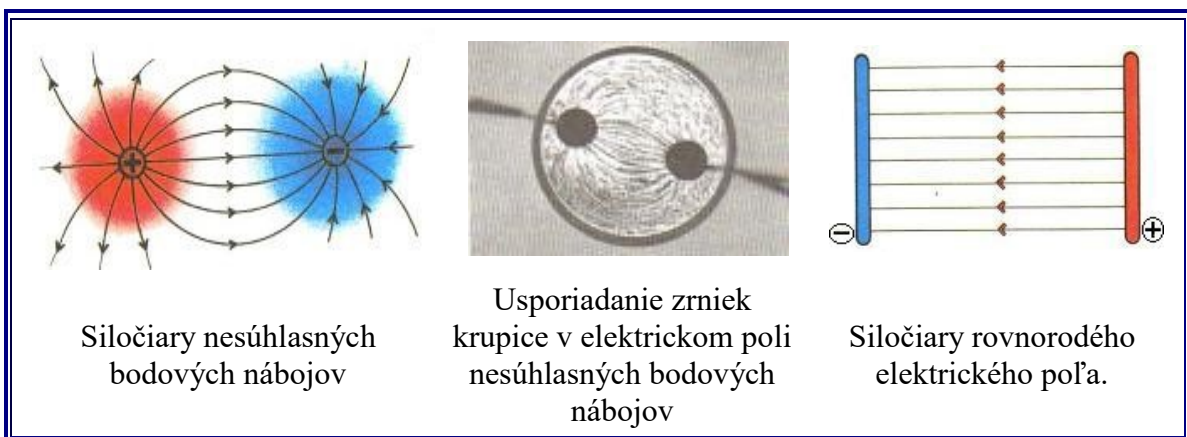 Siločiary nesúhlasných
bodových nábojov
Usporiadanie zrniek
krupice v elektrickom poli
nesúhlasných bodových
nábojov
Siločiary rovnorodého
elektrického poľa.